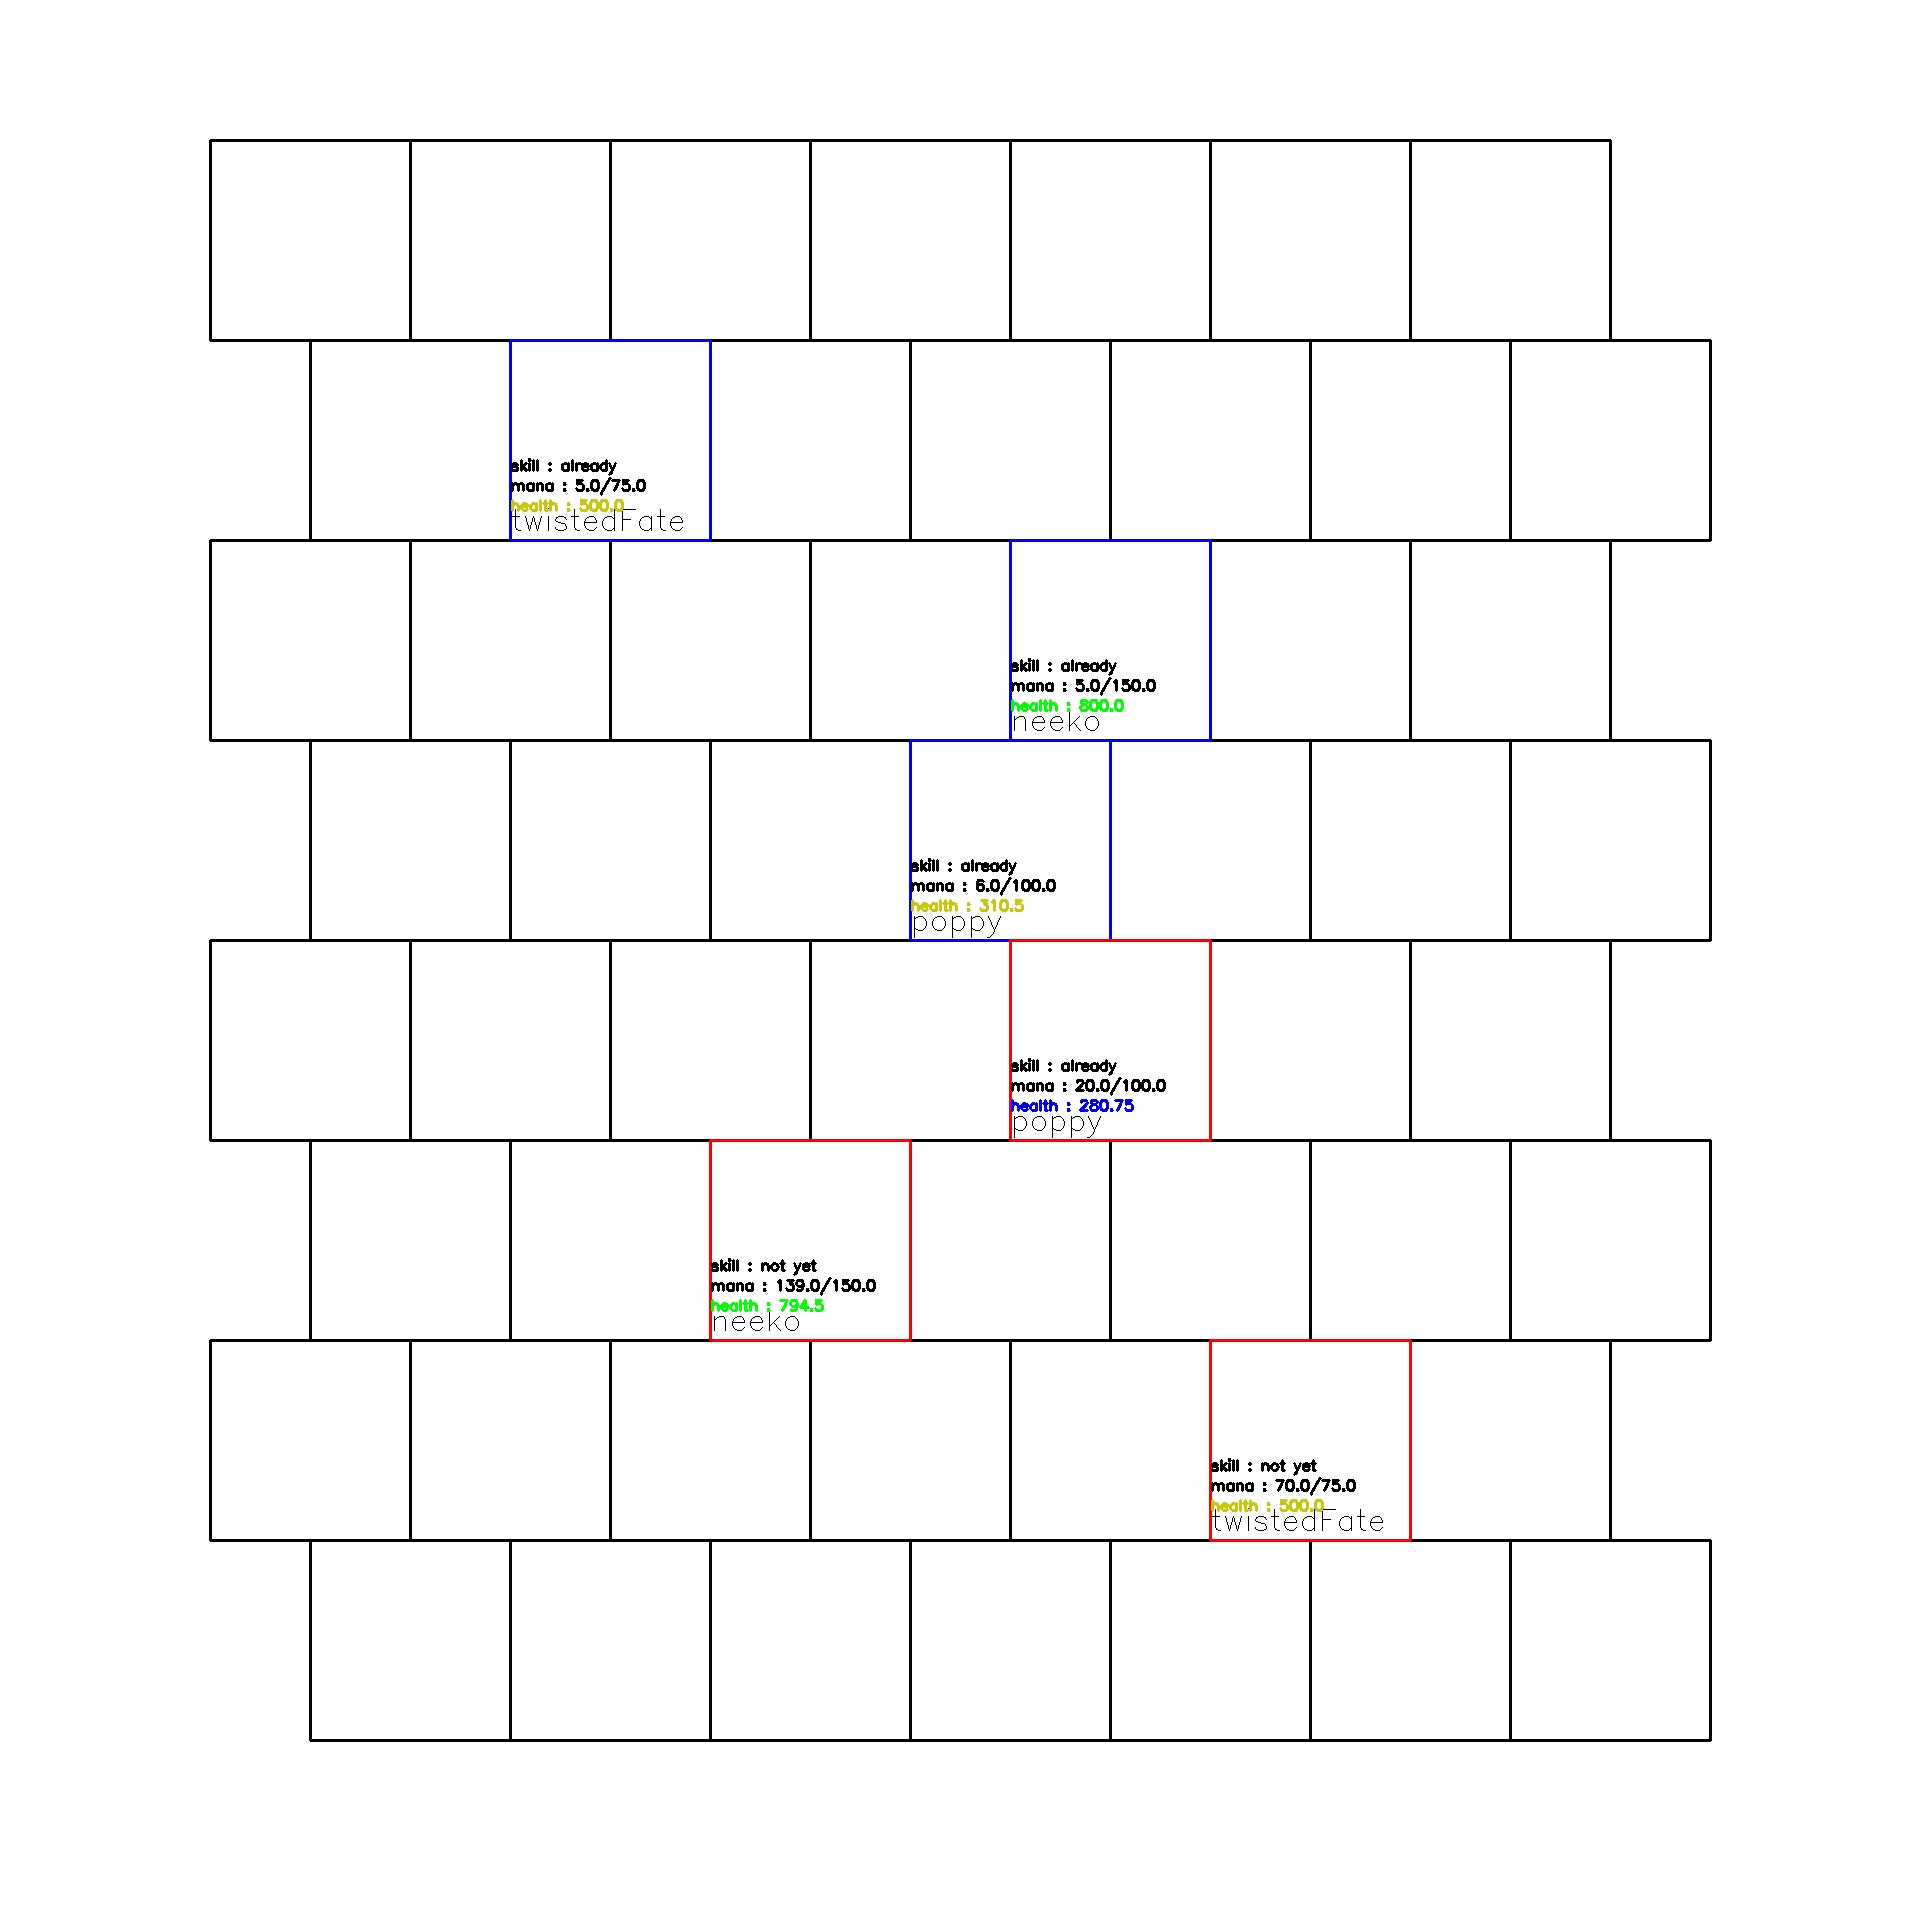 skill : already
mana : 5.0/75.0
health : 500.0
twistedFate
skill : already
mana : 5.0/150.0
health : 800.0
neeko
skill : already
mana : 6.0/100.0
health : 310.5
poppy
skill : already
mana : 20.0/100.0
health : 280.75
poppy
skill : not yet
mana : 139.0/150.0
health : 794.5
neeko
skill : not yet
mana : 70.0/75.0
health : 500.0
twistedFate